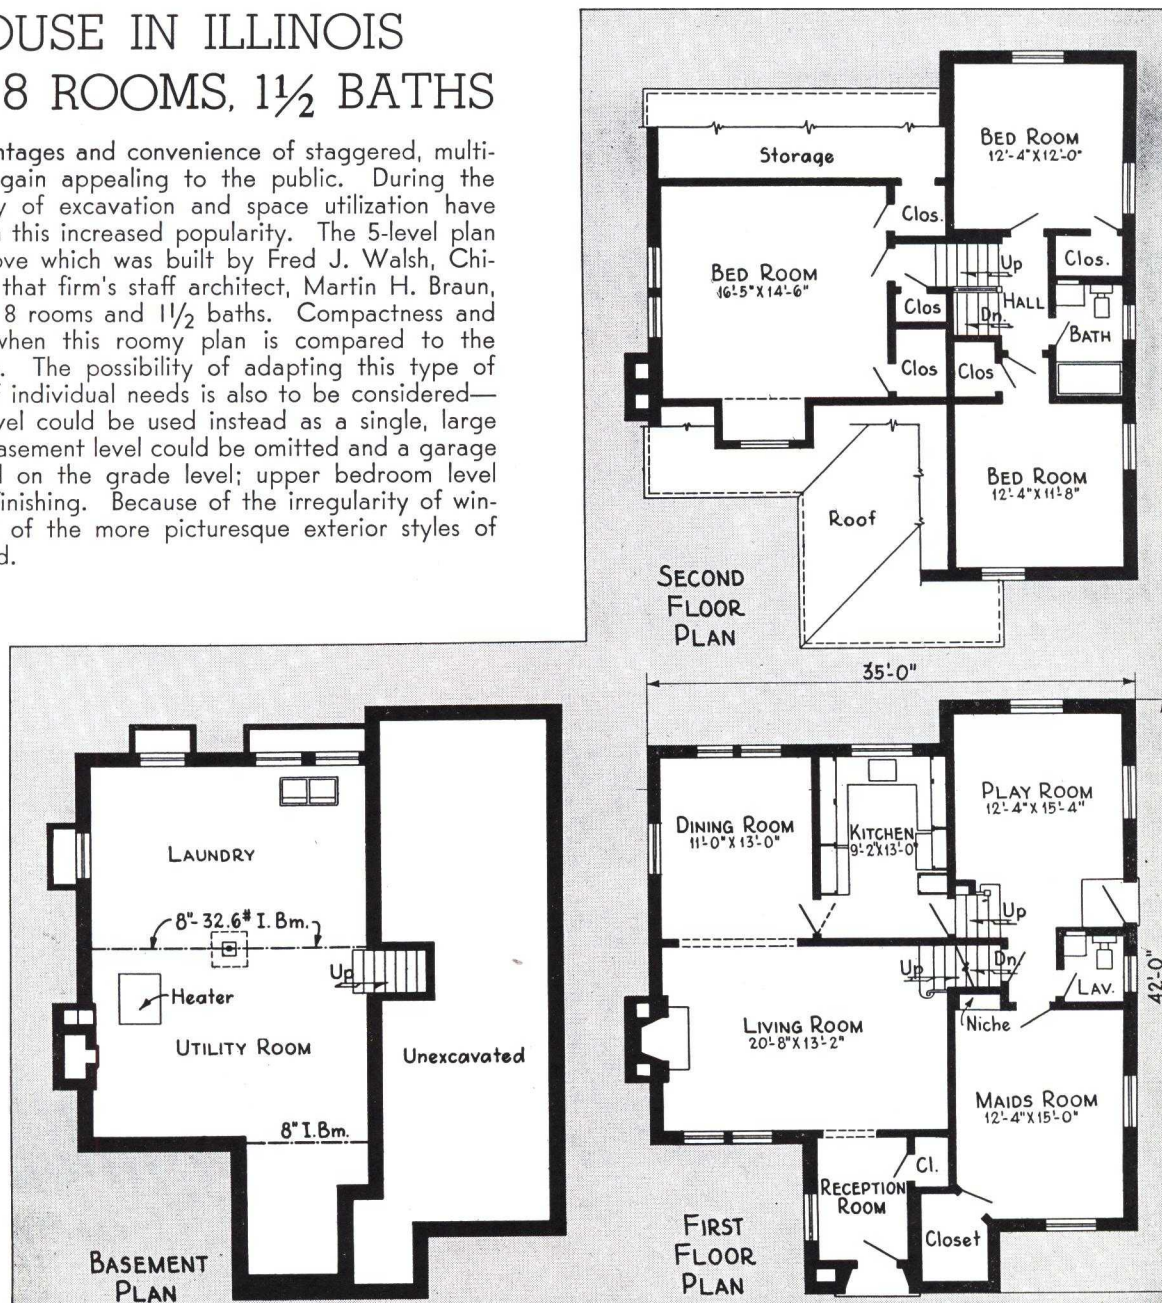 OUSE IN ILLINOIS
8 ROOMS, 1½ BATHS
ntages and convenience of staggered, multi-
gain appealing to the public. During the
y of excavation and space utilization have
this increased popularity. The 5-level plan
ove which was built by Fred J. Walsh, Chi-
that firm's staff architect, Martin H. Braun,
8 rooms and 1½ baths. Compactness and
when this roomy plan is compared to the
. The possibility of adapting this type of
individual needs is also to be considered—
vel could be used instead as a single, large
asement level could be omitted and a garage
d on the grade level; upper bedroom level
inishing. Because of the irregularity of win-
of the more picturesque exterior styles of
d.
BED ROOM
12'-4"X12'-0"
Storage
Clos.
Clos.
BED ROOM
16'-5"X14'-6"
Up
HALL
Dn.
Clos
BATH
Clos
Clos
BED ROOM
12'-4"X11'-8"
Roof
SECOND
FLOOR
PLAN
35'-0"
PLAY ROOM
12'-4"X15'-4"
DINING ROOM
11'-0"X13'-0"
KITCHEN
9'-2"X13'-0"
Up
Up
Dn.
LAV.
42'-0"
Niche
LIVING ROOM
20'-8"X13'-2"
MAIDS ROOM
12'-4"X15'-0"
Cl.
RECEPTION
ROOM
Closet
FIRST
FLOOR
PLAN
LAUNDRY
8"-32.6# I.Bm.
Up
Heater
UTILITY ROOM
Unexcavated
8" I.Bm.
BASEMENT
PLAN